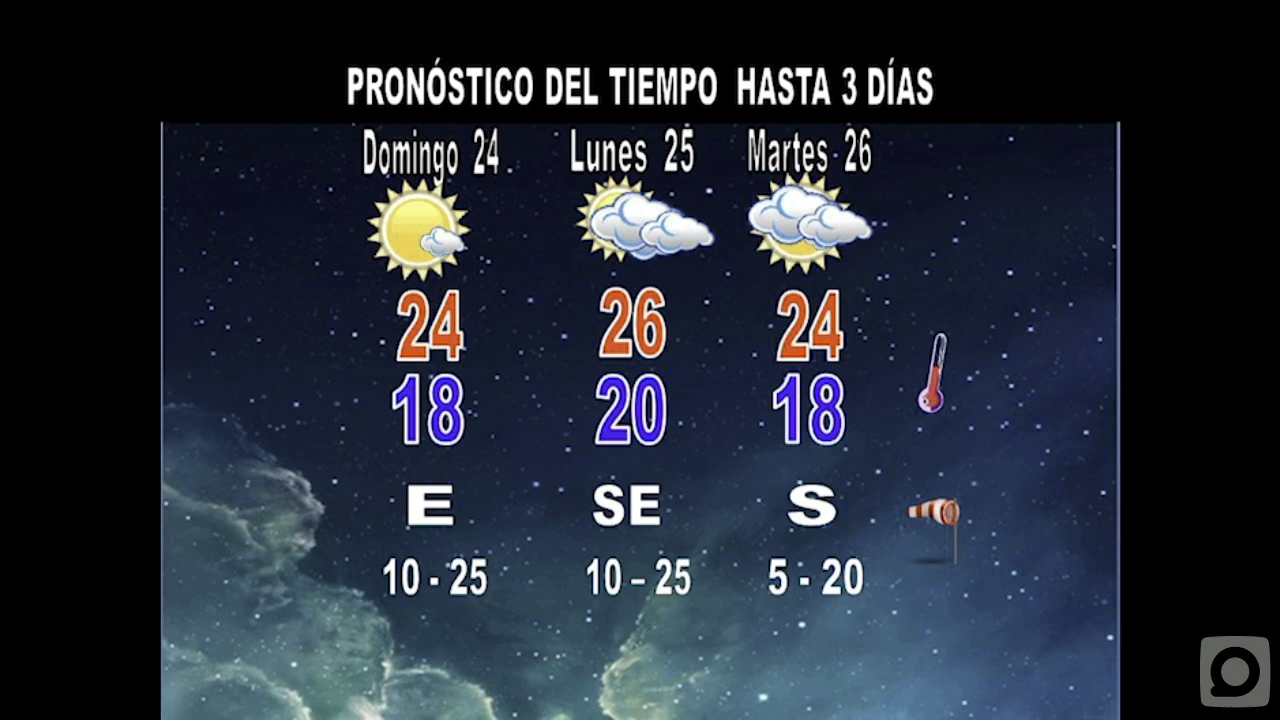 PRONÓSTICO DEL TIEMPO HASTA 3 DÍAS
Domingo 24 Lunes 25 Martes 26
24 26 24
18 20 18
E SE S
10 - 25 10 – 25 5 - 20